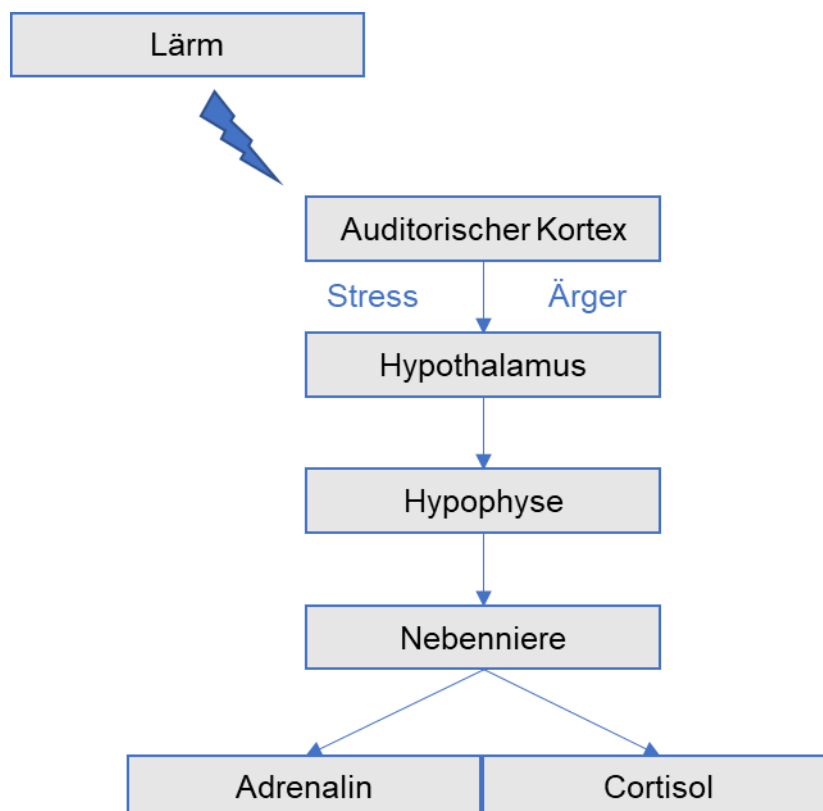 Lärm
Auditorischer Kortex
Stress Ärger
Hypothalamus
Hypophyse
Nebenniere
Adrenalin Cortisol